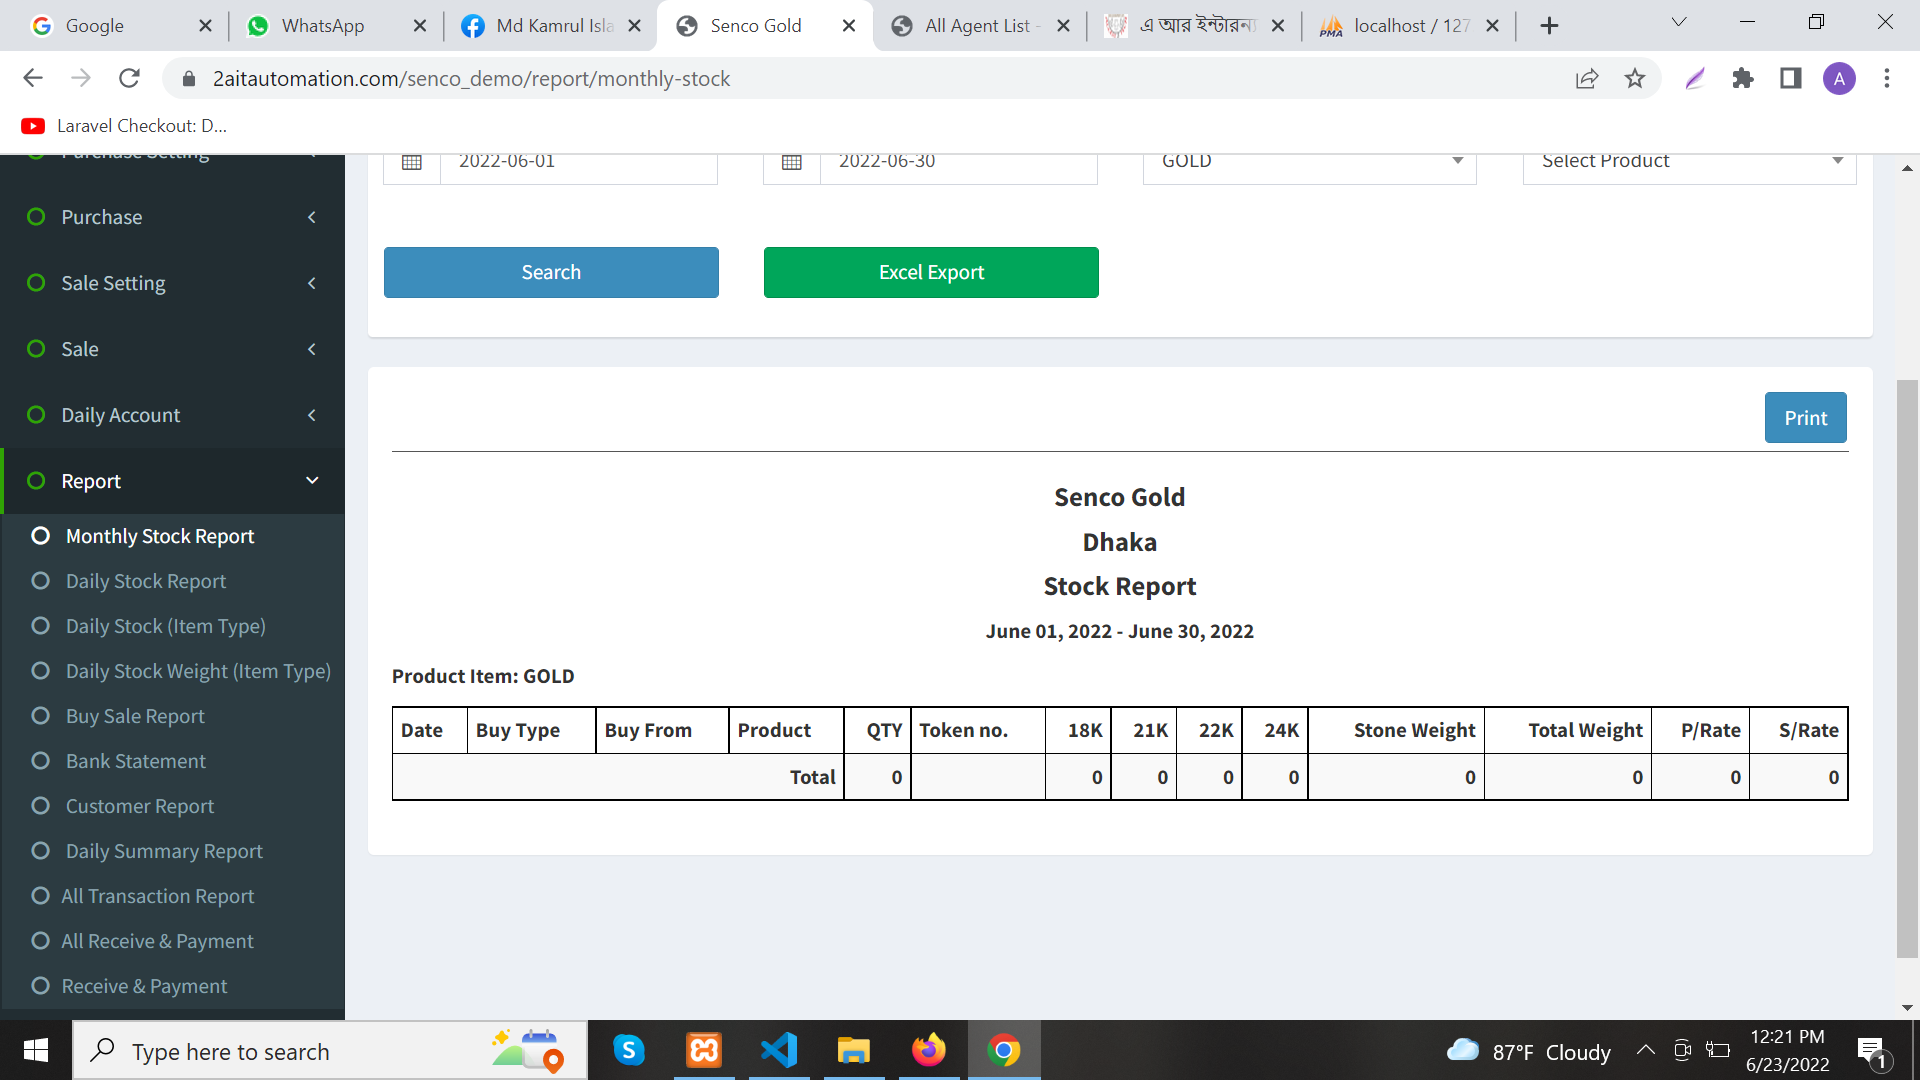 Google
WhatsApp
Md Kamrul Isla
Senco Gold
All Agent List -
এ আর ইন্টারন্যা
localhost / 127
2aitautomation.com/senco_demo/report/monthly-stock
A
Laravel Checkout: D...
Purchase Setting
Purchase
Sale Setting
Sale
Daily Account
Report
Monthly Stock Report
Daily Stock Report
Daily Stock (Item Type)
Daily Stock Weight (Item Type)
Buy Sale Report
Bank Statement
Customer Report
Daily Summary Report
All Transaction Report
All Receive & Payment
Receive & Payment
2022-06-01 2022-06-30 GOLD Select Product
Search Excel Export
Print
Senco Gold
Dhaka
Stock Report
June 01, 2022 - June 30, 2022
Product Item: GOLD
Date Buy Type Buy From Product QTY Token no. 18K 21K 22K 24K Stone Weight Total Weight P/Rate S/Rate
Total 0 0 0 0 0 0 0 0 0
Type here to search
87°F Cloudy
12:21 PM
6/23/2022
1